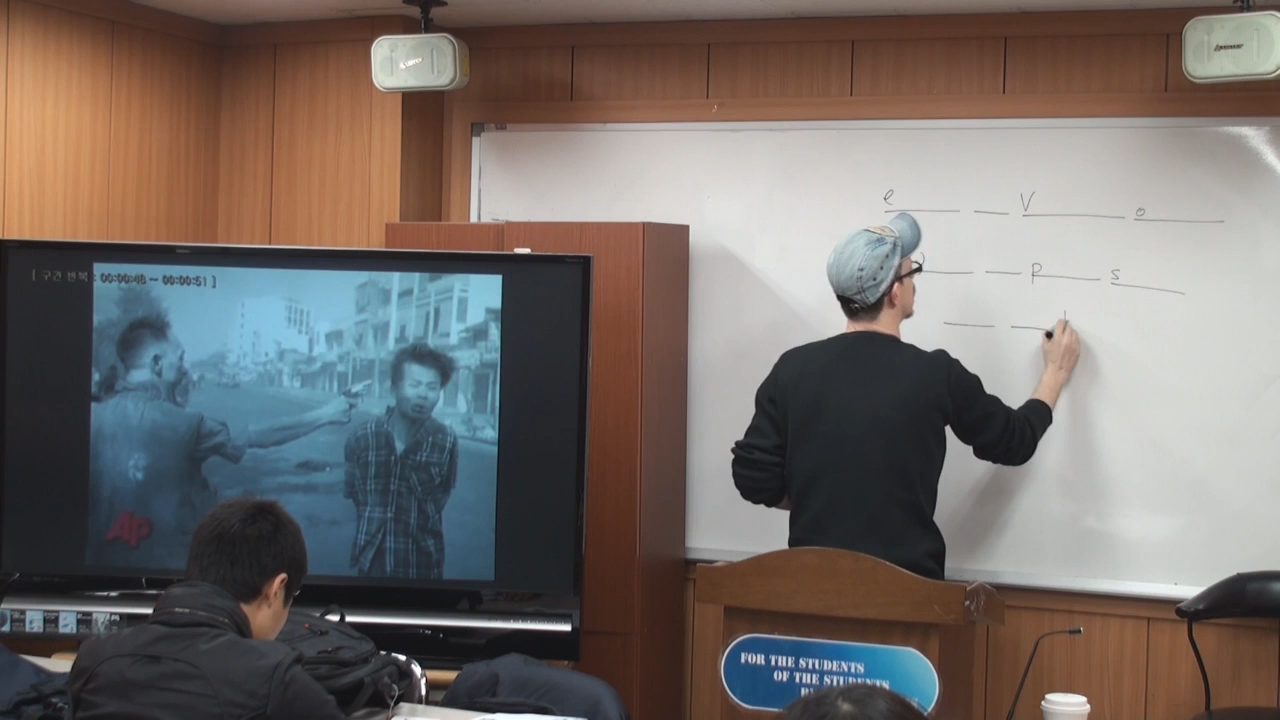 e V o
P S
[ 구간 반복 : 00:00:48 -- 00:00:51 ]
AP
FOR THE STUDENTS
OF THE STUDENTS